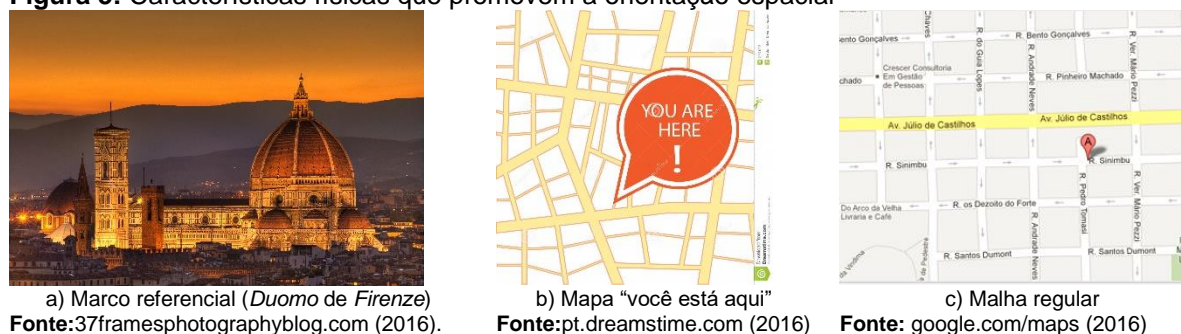 Figura 3. Características físicas que promovem a orientação espacial
YOU ARE
HERE
!
Bento Gonçalves
R. Bento Gonçalves
Chaves
R. do Guia Lopes
R. Andrade Neves
R. Ver. Mário Pezzi
Crescer Consultoria
Em Gestão
de Pessoas
chado
R. Pinheiro Machado
Av. Júlio de Castilhos
Av. Júlio de Castilhos
A
R. Sinimbu
R. Sinimbu
R. Pedro Tomasi
R. Ver. Mário Pezzi
Do Arco da Velha
Livraria e Café
R. os Dezoito do Forte
R. Andrade Neves
da Vindima
R. Santos Dumont
R. Santos Dumont
a) Marco referencial (Duomo de Firenze)
b) Mapa “você está aqui”
c) Malha regular
Fonte:37framesphotographyblog.com (2016).
Fonte:pt.dreamstime.com (2016)
Fonte: google.com/maps (2016)